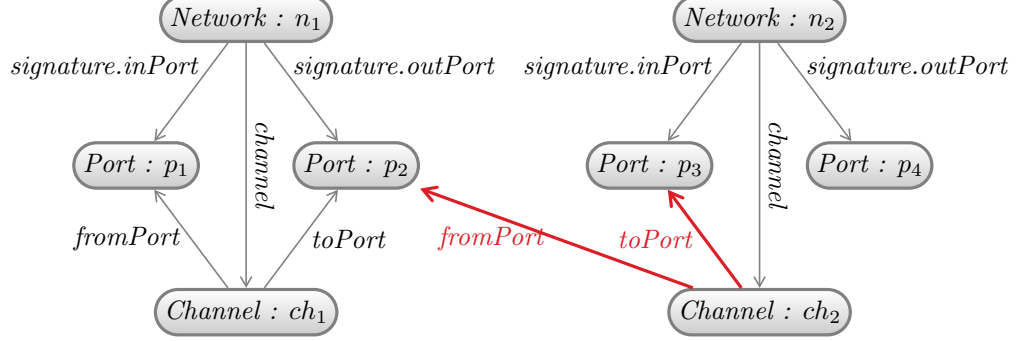 Network : n₁
Network : n₂
signature.inPort
signature.outPort
signature.inPort
signature.outPort
channel
channel
Port : p₁
Port : p₂
Port : p₃
Port : p₄
fromPort
toPort
fromPort
toPort
Channel : ch₁
Channel : ch₂